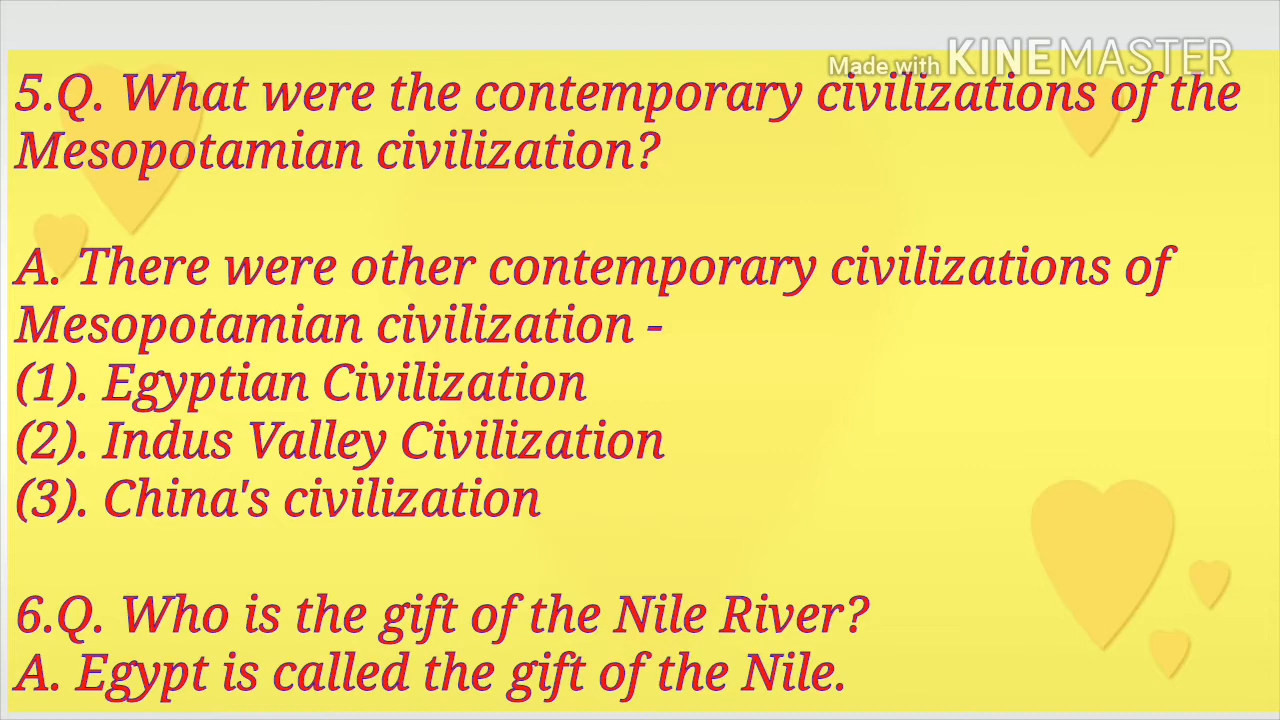 Made with KINEMASTER
5.Q. What were the contemporary civilizations of the
Mesopotamian civilization?
A. There were other contemporary civilizations of
Mesopotamian civilization -
(1). Egyptian Civilization
(2). Indus Valley Civilization
(3). China's civilization
6.Q. Who is the gift of the Nile River?
A. Egypt is called the gift of the Nile.